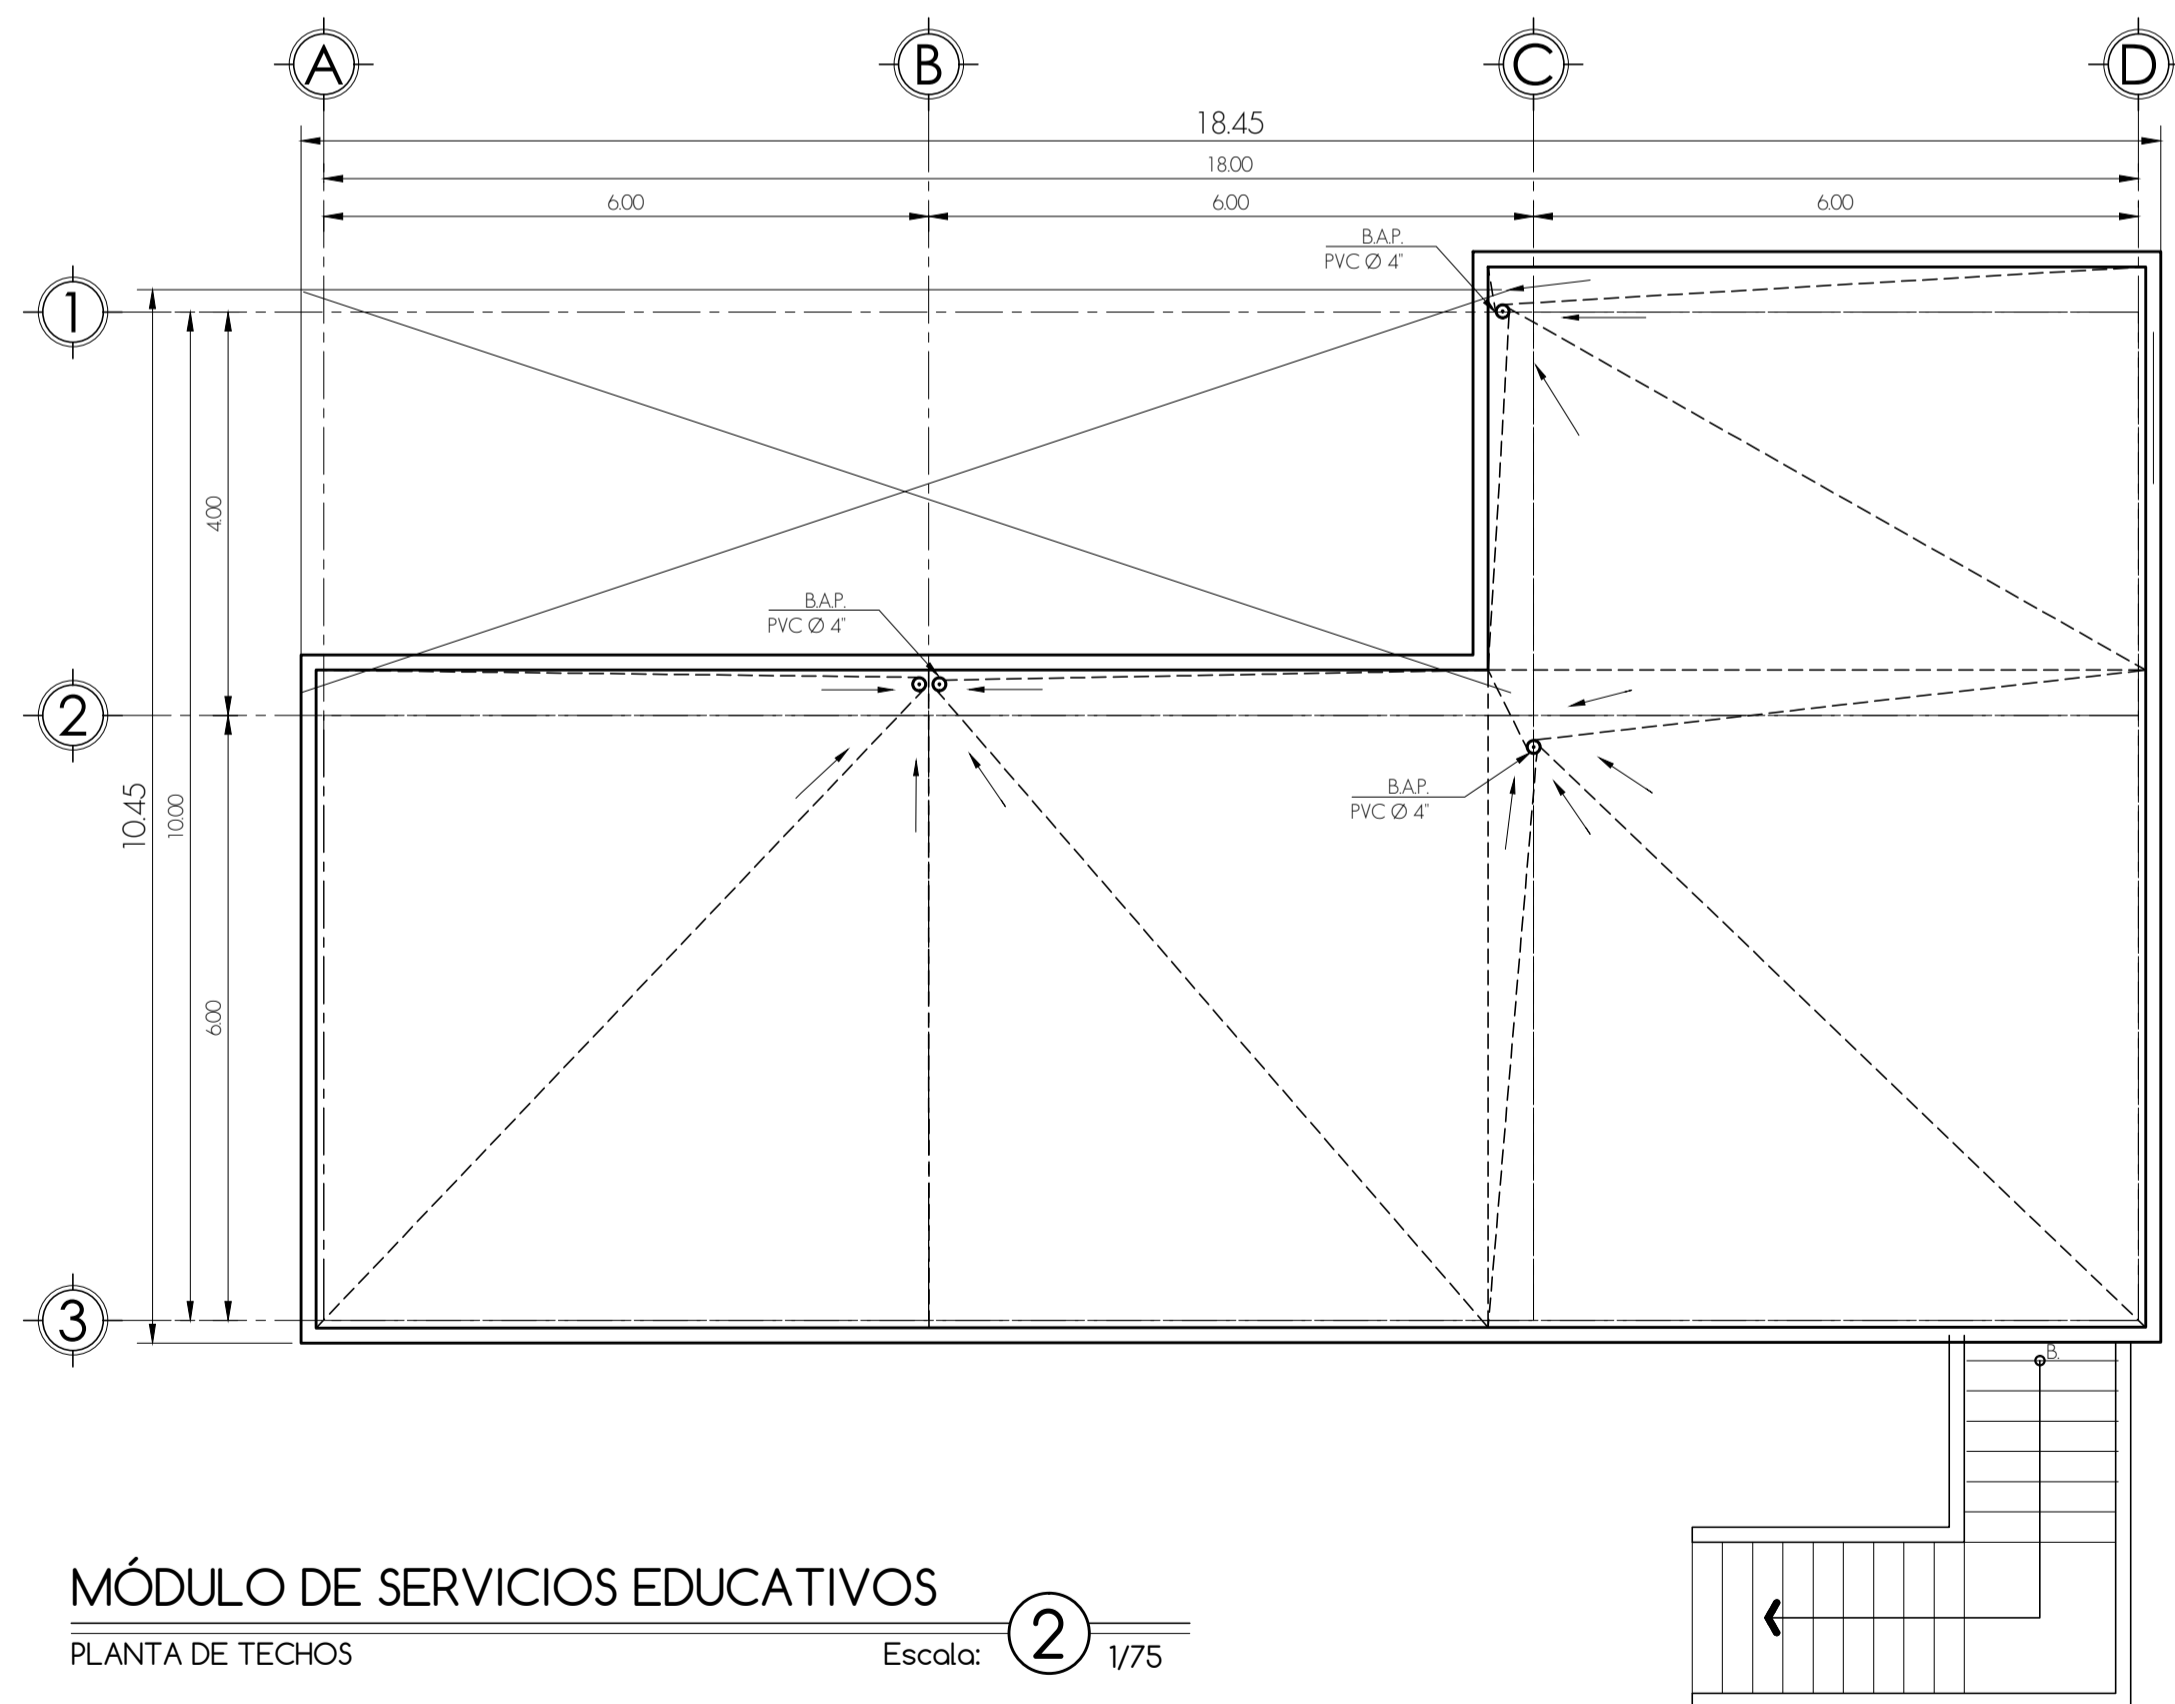 A
B
C
D
18.45
18.00
6.00
6.00
6.00
B.A.P.
PVC Ø 4"
1
4.00
B.A.P.
PVC Ø 4"
2
B.A.P.
PVC Ø 4"
10.45
10.00
6.00
3
B.
MÓDULO DE SERVICIOS EDUCATIVOS
2
PLANTA DE TECHOS
Escala:
1/75